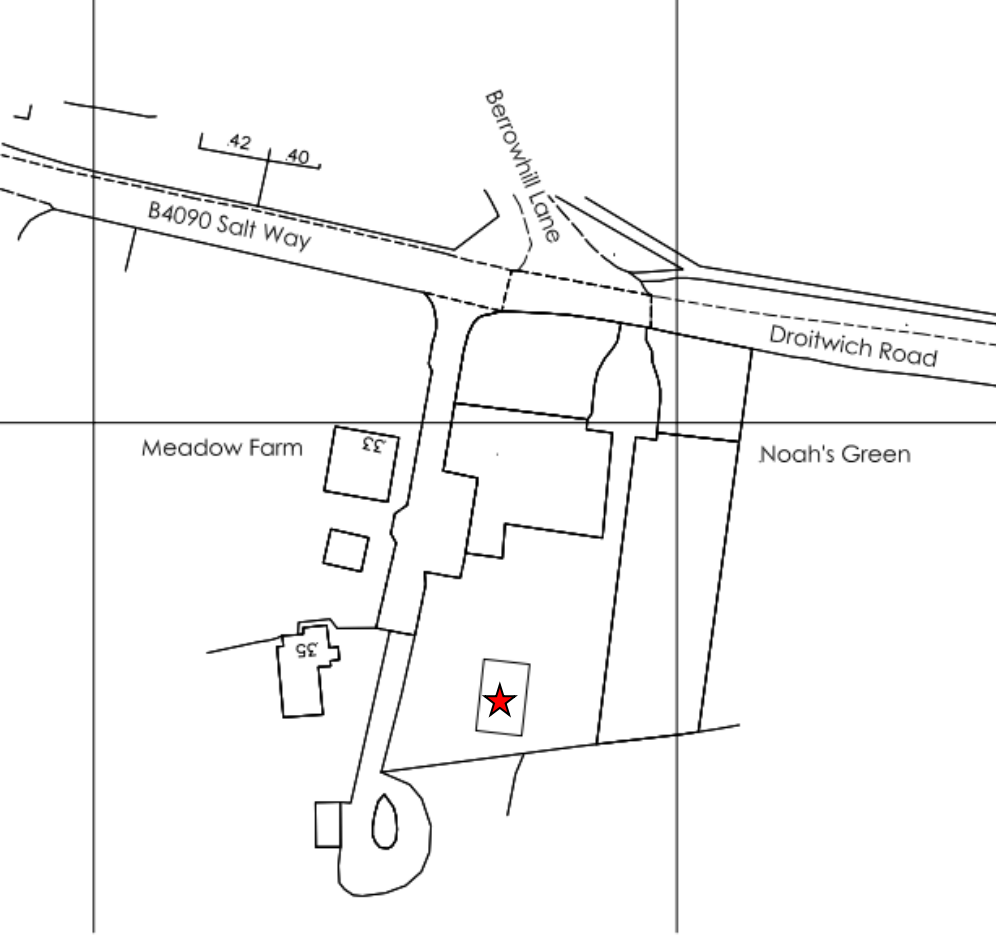 Berrowhill Lane
.42
.40
B4090 Salt Way
Droitwich Road
Meadow Farm
33
Noah's Green
35